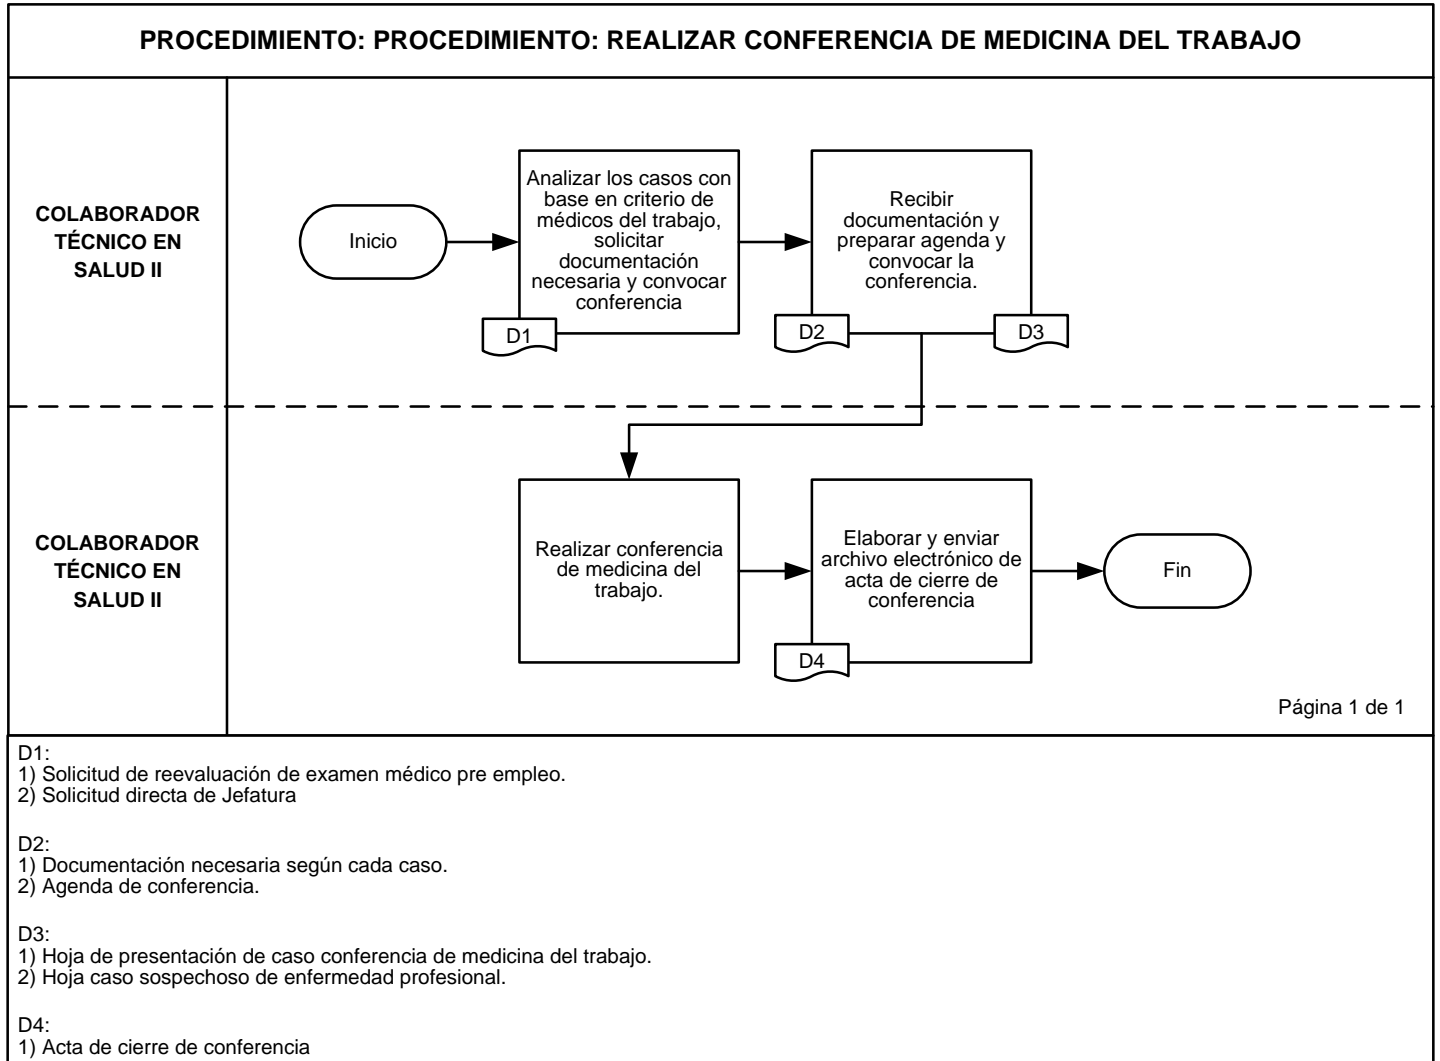 PROCEDIMIENTO: PROCEDIMIENTO: REALIZAR CONFERENCIA DE MEDICINA DEL TRABAJO
COLABORADOR
TÉCNICO EN
SALUD II
Inicio
Analizar los casos con
base en criterio de
médicos del trabajo,
solicitar
documentación
necesaria y convocar
conferencia
D1
Recibir
documentación y
preparar agenda y
convocar la
conferencia.
D2
D3
COLABORADOR
TÉCNICO EN
SALUD II
Realizar conferencia
de medicina del
trabajo.
Elaborar y enviar
archivo electrónico de
acta de cierre de
conferencia
D4
Fin
Página 1 de 1
D1:
1) Solicitud de reevaluación de examen médico pre empleo.
2) Solicitud directa de Jefatura
D2:
1) Documentación necesaria según cada caso.
2) Agenda de conferencia.
D3:
1) Hoja de presentación de caso conferencia de medicina del trabajo.
2) Hoja caso sospechoso de enfermedad profesional.
D4:
1) Acta de cierre de conferencia